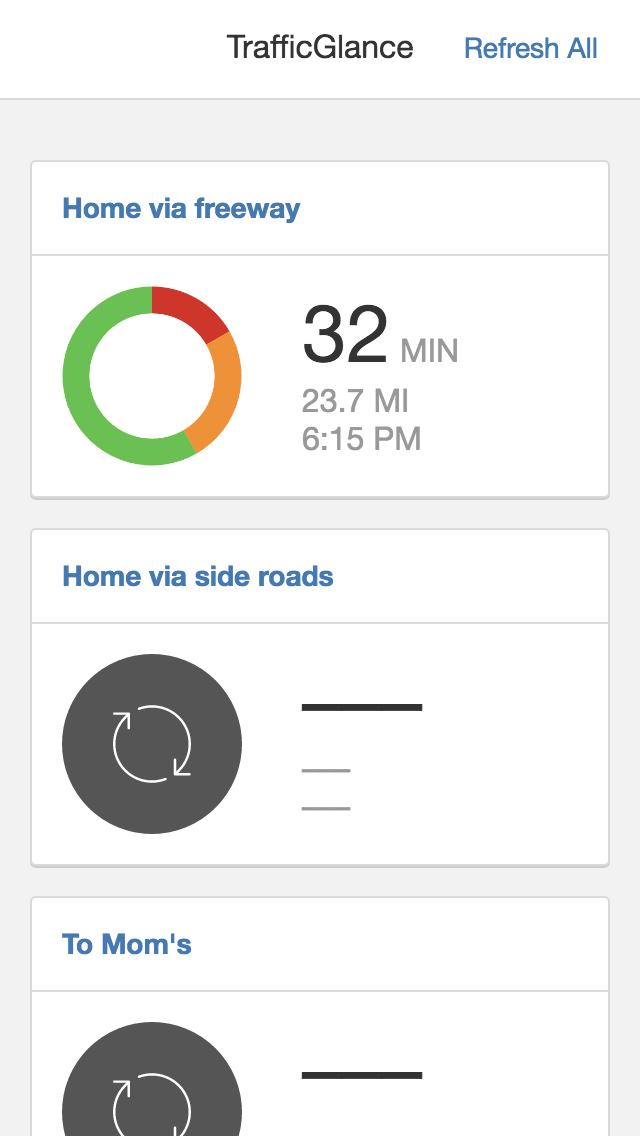 TrafficGlance
Refresh All
Home via freeway
32 MIN
23.7 MI
6:15 PM
Home via side roads
To Mom's